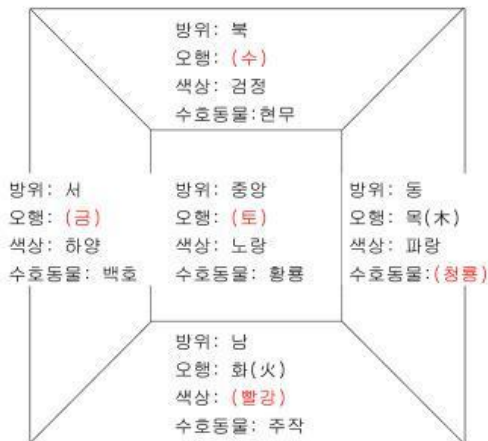 방위: 북
오행: (수)
색상: 검정
수호동물:현무
방위: 서
오행: (금)
색상: 하양
수호동물: 백호
방위: 중앙
오행: (토)
색상: 노랑
수호동물: 황룡
방위: 동
오행: 목(木)
색상: 파랑
수호동물:(청룡)
방위: 남
오행: 화(火)
색상: (빨강)
수호동물: 주작